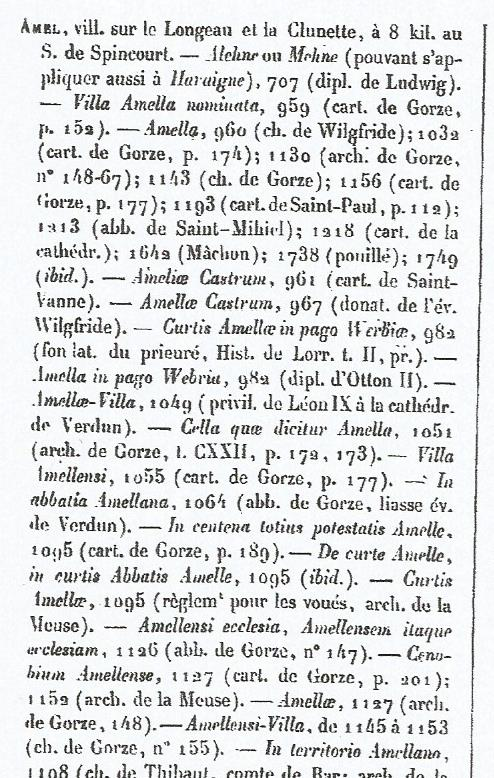 AMEL, vill. sur le Longeau et la Clunette, à 8 kil. au
S. de Spincourt. — Alehne ou Mehne (pouvant s'ap-
pliquer aussi à Haraigne), 707 (dipl. de Ludwig).
— Villa Amella nominata, 959 (cart. de Gorze,
p. 152). — Amella, 960 (ch. de Wilgfride); 1032
(cart. de Gorze, p. 174); 1130 (arch. de Gorze,
n° 148-67); 1143 (ch. de Gorze); 1156 (cart. de
Gorze, p. 177); 1193 (cart. de Saint-Paul, p. 112);
1213 (abb. de Saint-Mihiel); 1218 (cart. de la
cathédr.); 1642 (Mâchon); 1738 (pouillé); 1749
(ibid.). — Ameliæ Castrum, 961 (cart. de Saint-
Vanne). — Amellæ Castrum, 967 (donat. de l'év.
Wilgfride). — Curtis Amellæ in pago Werbiæ, 982
(fondat. du prieuré, Hist. de Lorr. t. II, pr.). —
Amella in pago Webria, 982 (dipl. d'Otton II). —
Amellæ-Villa, 1049 (privil. de Léon IX à la cathédr.
de Verdun). — Cella quæ dicitur Amella, 1051
(arch. de Gorze, l. CXXII, p. 172, 173). — Villa
Amellensi, 1055 (cart. de Gorze, p. 177). — In
abbatia Amellana, 1064 (abb. de Gorze, liasse év.
de Verdun). — In centena totius potestatis Amelle,
1095 (cart. de Gorze, p. 189). — De curte Amelle,
in curtis Abbatis Amelle, 1095 (ibid.). — Curtis
Amellæ, 1095 (règlemt pour les voués, arch. de la
Meuse). — Amellensi ecclesia, Amellensem itaque
ecclesiam, 1126 (abb. de Gorze, n° 147). — Ceno-
bium Amellense, 1127 (cart. de Gorze, p. 201);
1152 (arch. de la Meuse). — Amellæ, 1127 (arch.
de Gorze, 148). — Amellensi-Villa, de 1145 à 1153
(ch. de Gorze, n° 155). — In territorio Amellano,
1198 (ch. de Thibaut, comte de Bar; arch. de la